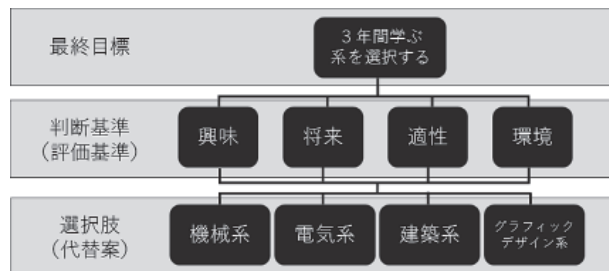 最終目標
３年間学ぶ
系を選択する
判断基準
(評価基準)
興味
将来
適性
環境
選択肢
(代替案)
機械系
電気系
建築系
グラフィック
デザイン系